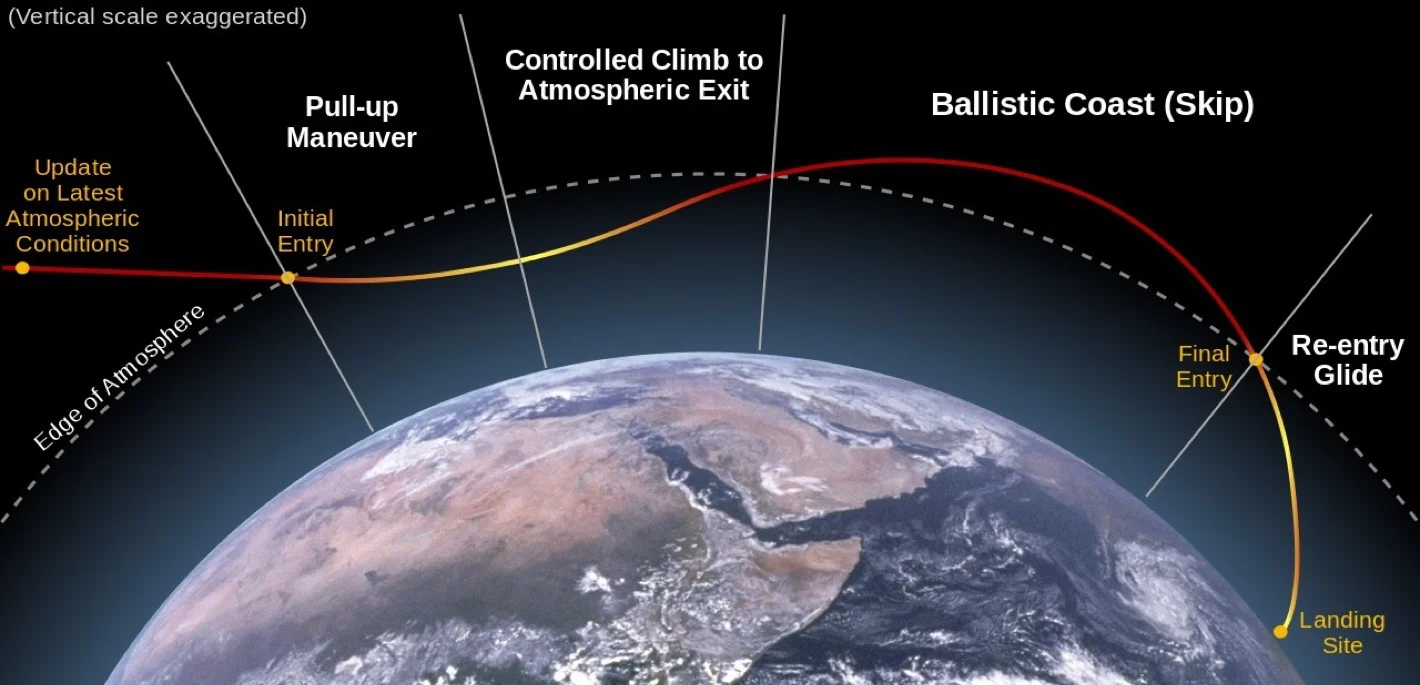 (Vertical scale exaggerated)
Controlled Climb to
Atmospheric Exit
Pull-up
Maneuver
Ballistic Coast (Skip)
Update
on Latest
Atmospheric
Conditions
Initial
Entry
Edge of Atmosphere
Final
Entry
Re-entry
Glide
Landing
Site